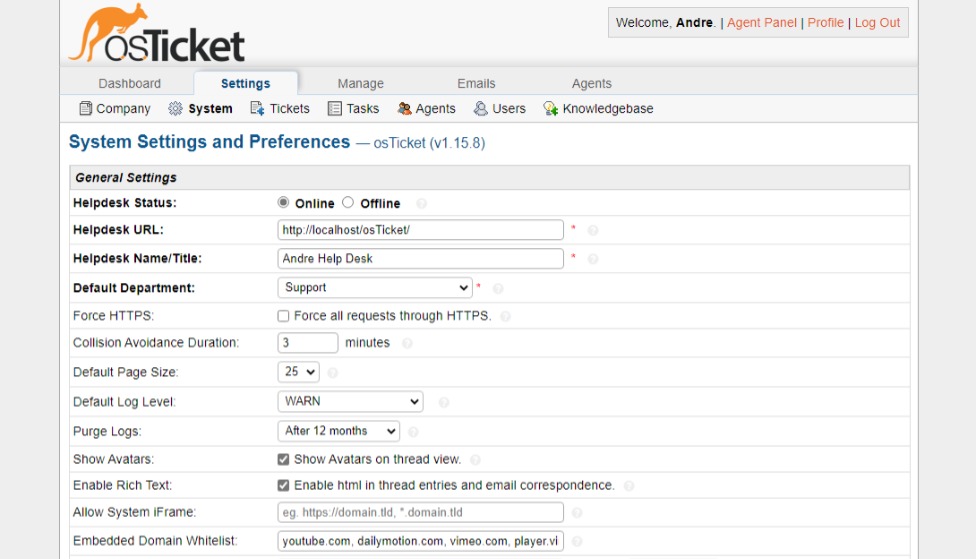 osTicket
Welcome, Andre. | Agent Panel | Profile | Log Out
Dashboard Settings Manage Emails Agents
Company System Tickets Tasks Agents Users Knowledgebase
System Settings and Preferences — osTicket (v1.15.8)
General Settings
Helpdesk Status: Online Offline ?
Helpdesk URL: http://localhost/osTicket/ * ?
Helpdesk Name/Title: Andre Help Desk * ?
Default Department: Support * ?
Force HTTPS: Force all requests through HTTPS. ?
Collision Avoidance Duration: 3 minutes ?
Default Page Size: 25 ?
Default Log Level: WARN ?
Purge Logs: After 12 months ?
Show Avatars: Show Avatars on thread view. ?
Enable Rich Text: Enable html in thread entries and email correspondence. ?
Allow System iFrame: eg. https://domain.tld, *.domain.tld ?
Embedded Domain Whitelist: youtube.com, dailymotion.com, vimeo.com, player.vi ?